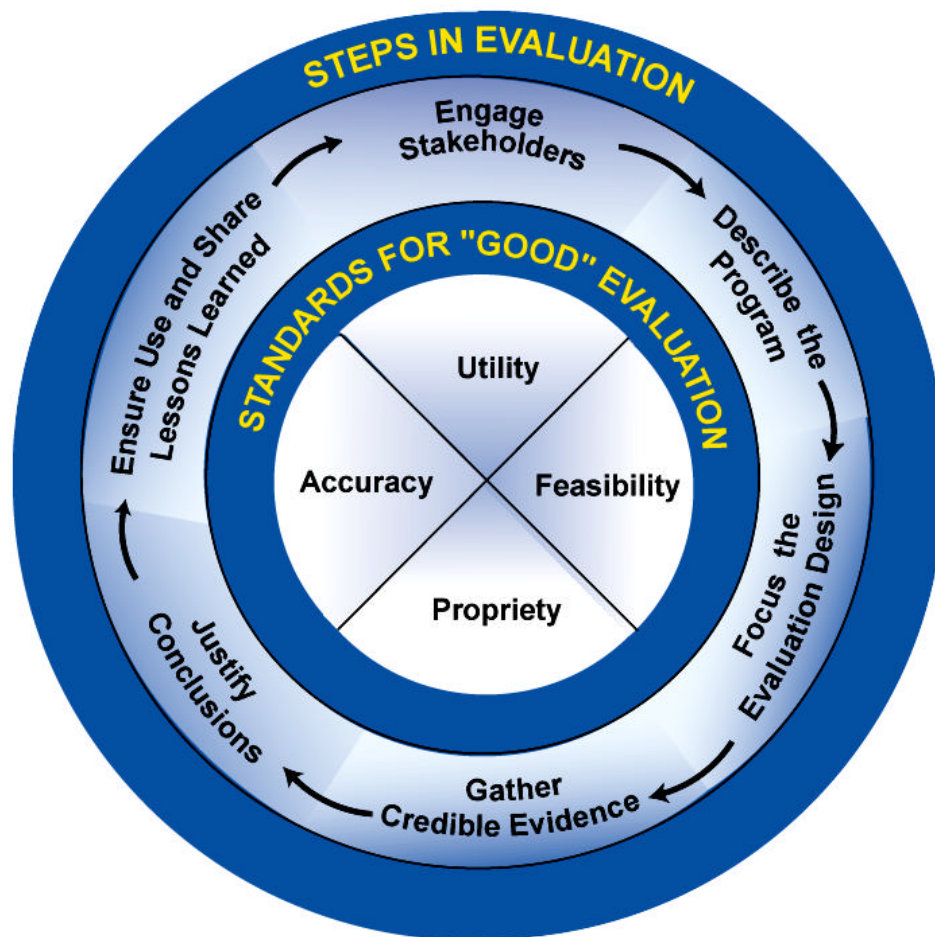 STEPS IN EVALUATION
Engage
Stakeholders
Describe the
Program
Focus the
Evaluation Design
Gather
Credible Evidence
Justify
Conclusions
Ensure Use and Share
Lessons Learned
STANDARDS FOR "GOOD" EVALUATION
Utility
Accuracy
Feasibility
Propriety